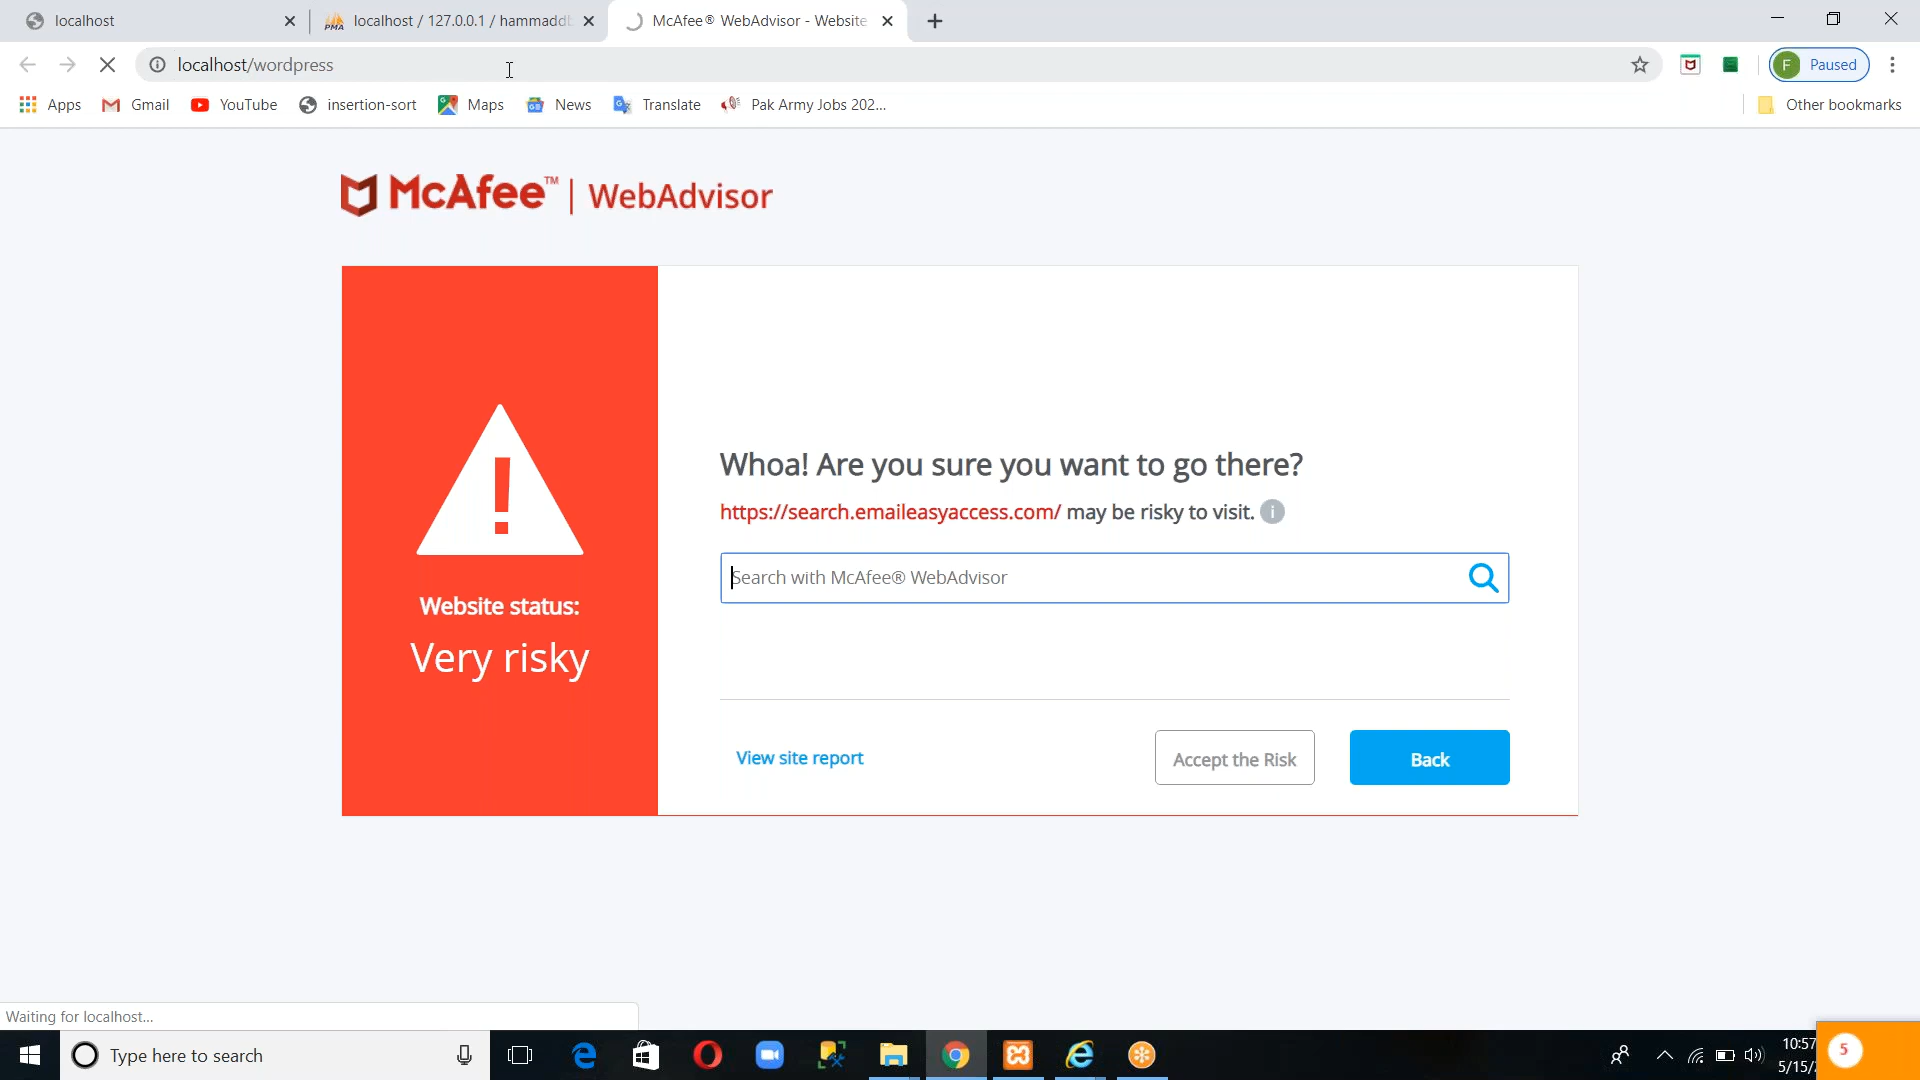 localhost
PMA localhost / 127.0.0.1 / hammaddb
McAfee® WebAdvisor - Website
localhost/wordpress
F Paused
Apps Gmail YouTube insertion-sort Maps News Translate Pak Army Jobs 202... Other bookmarks
McAfee™ | WebAdvisor
Whoa! Are you sure you want to go there?
https://search.emaileasyaccess.com/ may be risky to visit. i
Search with McAfee® WebAdvisor
Website status:
Very risky
View site report Accept the Risk Back
Waiting for localhost...
Type here to search
10:57
5/15/
5